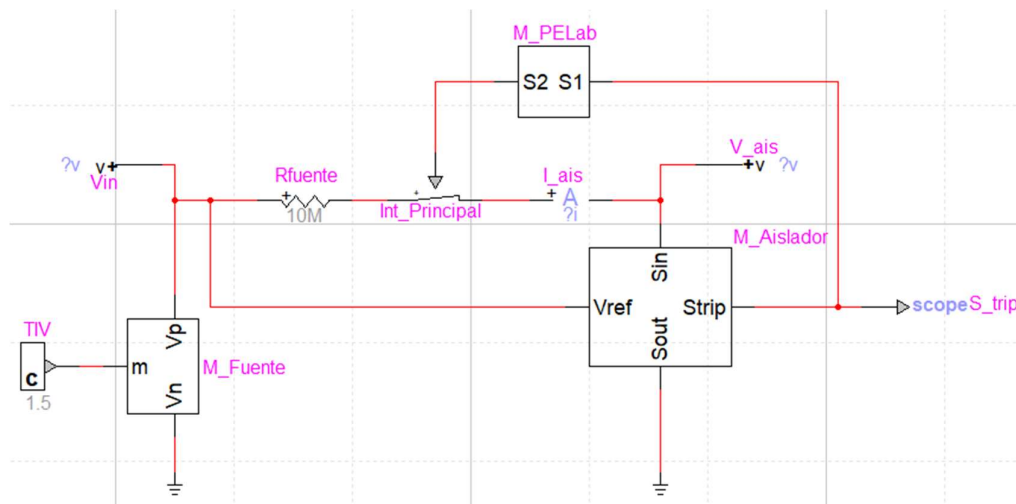 M_PELab
S2 S1
?v v+
Vin
Rfuente
10M
+
+
Int_Principal
I_ais
+
A
?i
V_ais
+v ?v
M_Aislador
Sin
Vref
Strip
Sout
scope S_trip
TIV
c
1.5
m
Vp
Vn
M_Fuente